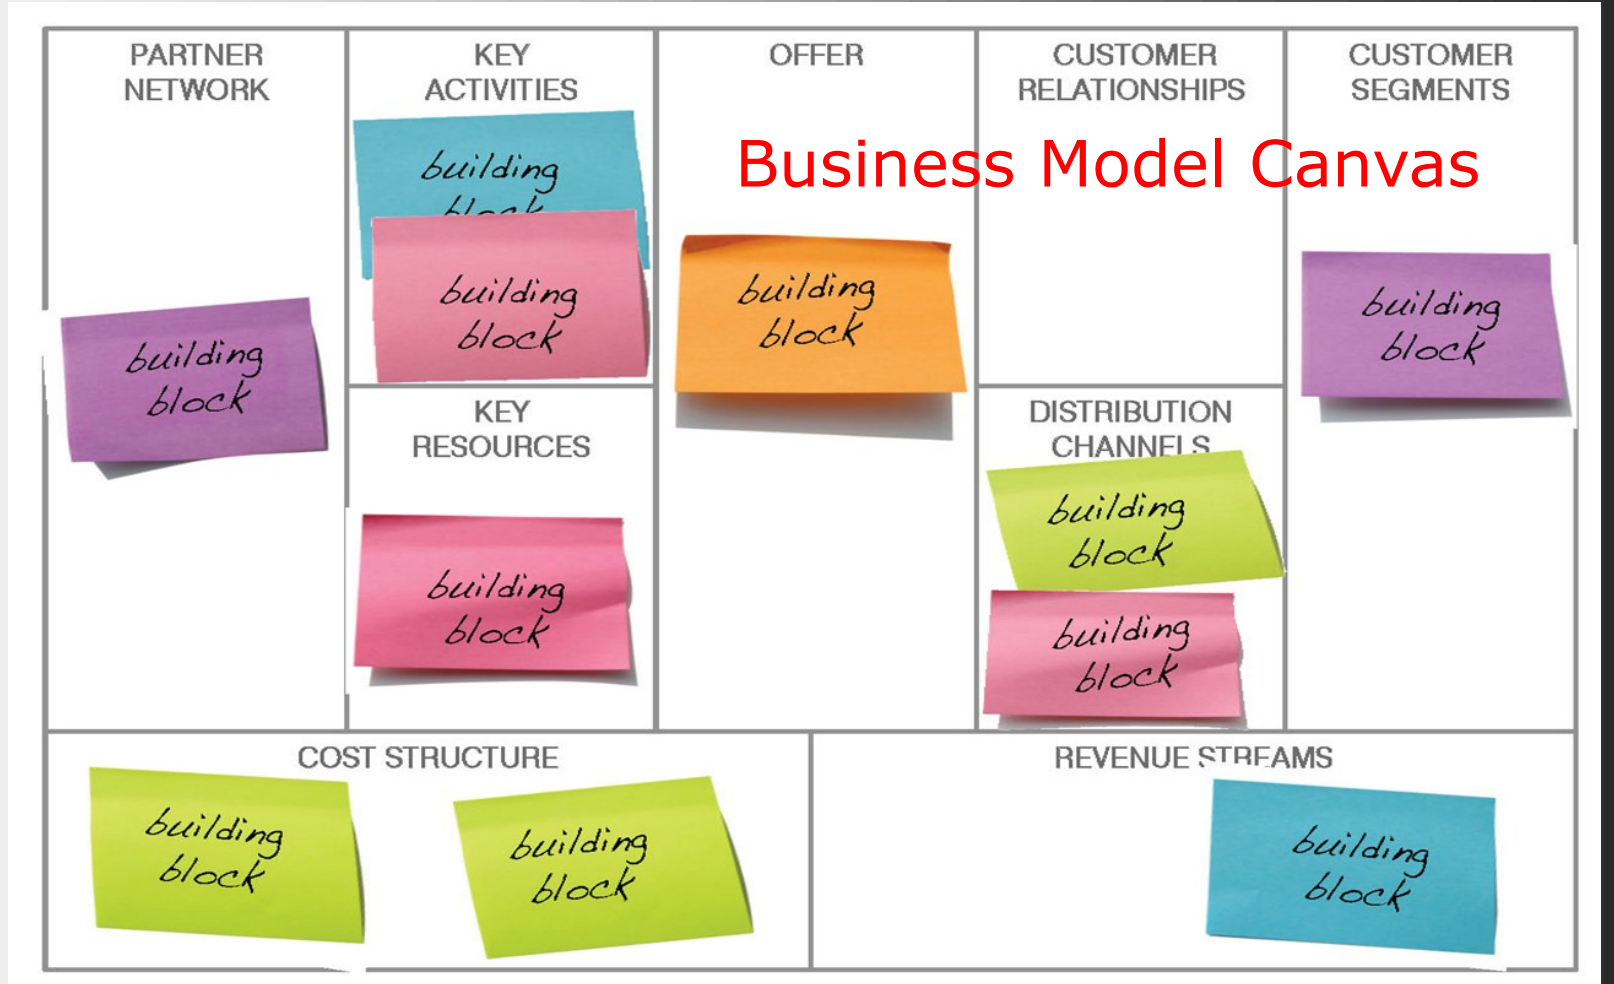 PARTNER
NETWORK
building
block
KEY
ACTIVITIES
building
block
building
block
KEY
RESOURCES
building
block
OFFER
Business Model Canvas
building
block
CUSTOMER
RELATIONSHIPS
DISTRIBUTION
CHANNELS
building
block
building
block
CUSTOMER
SEGMENTS
building
block
COST STRUCTURE
building
block
building
block
REVENUE STREAMS
building
block